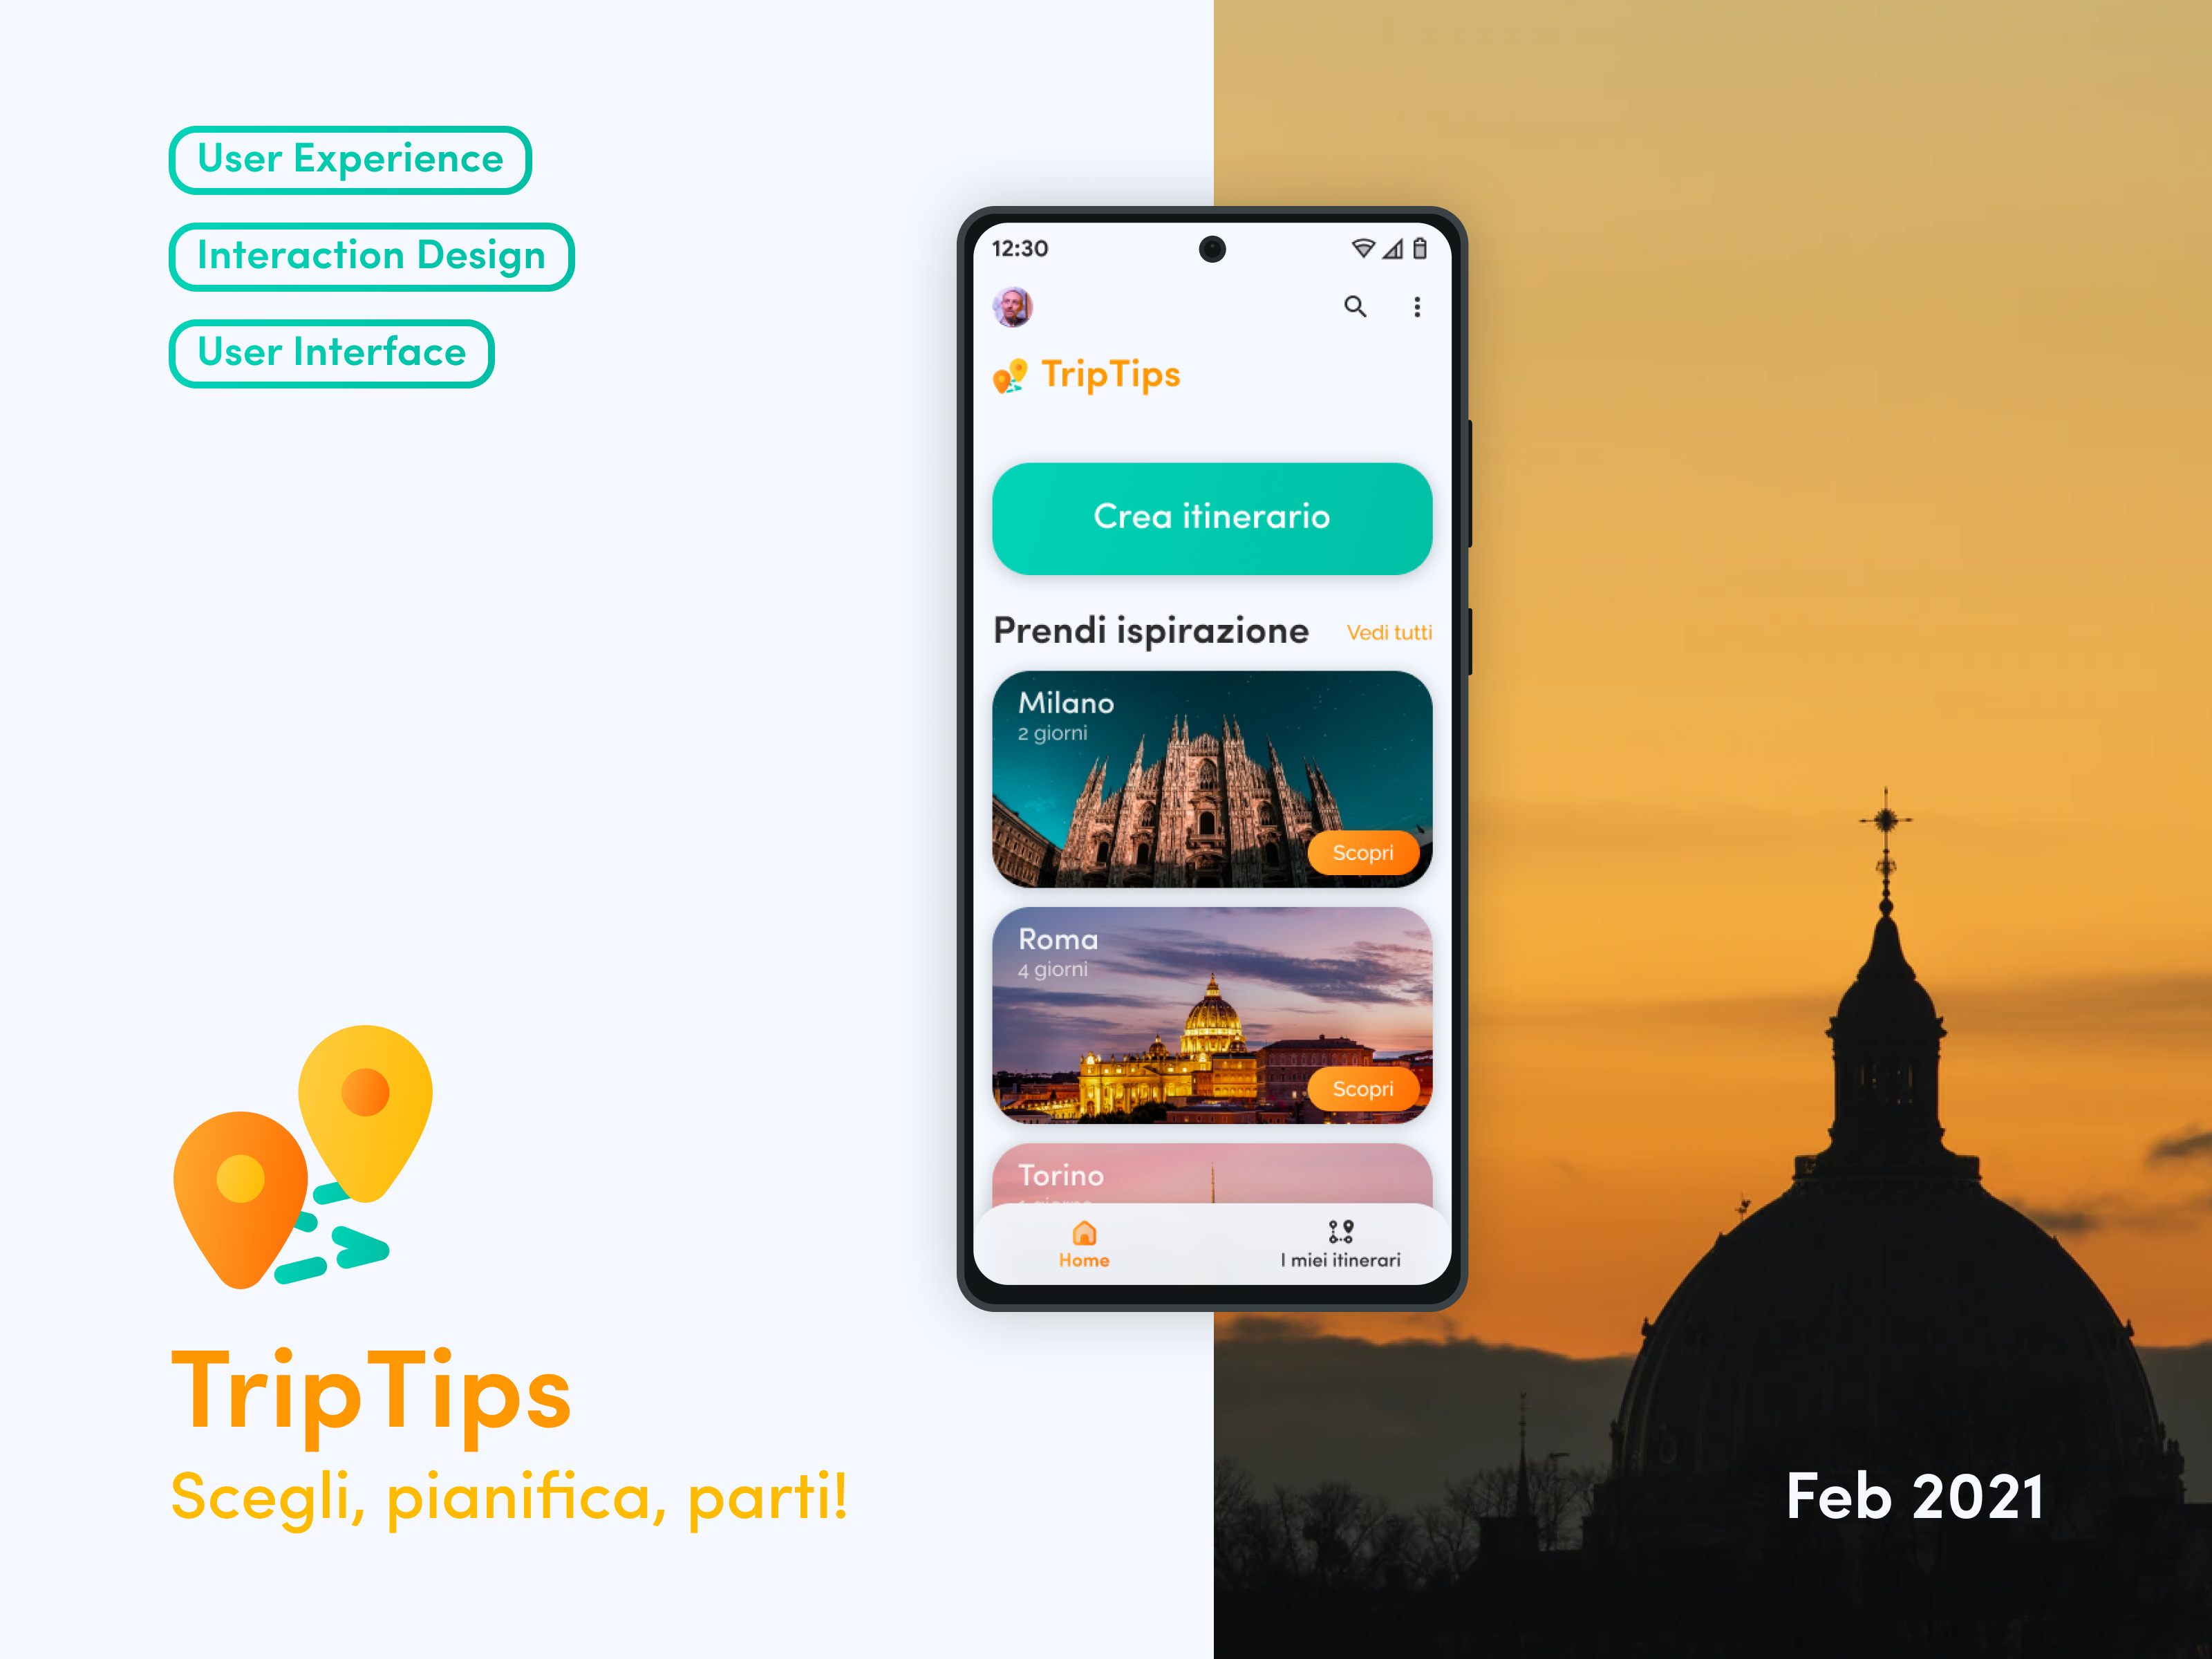 User Experience
Interaction Design
User Interface
12:30
TripTips
Crea itinerario
Prendi ispirazione
Vedi tutti
Milano
2 giorni
Scopri
Roma
4 giorni
Scopri
Torino
Home
I miei itinerari
TripTips
Scegli, pianifica, parti!
Feb 2021